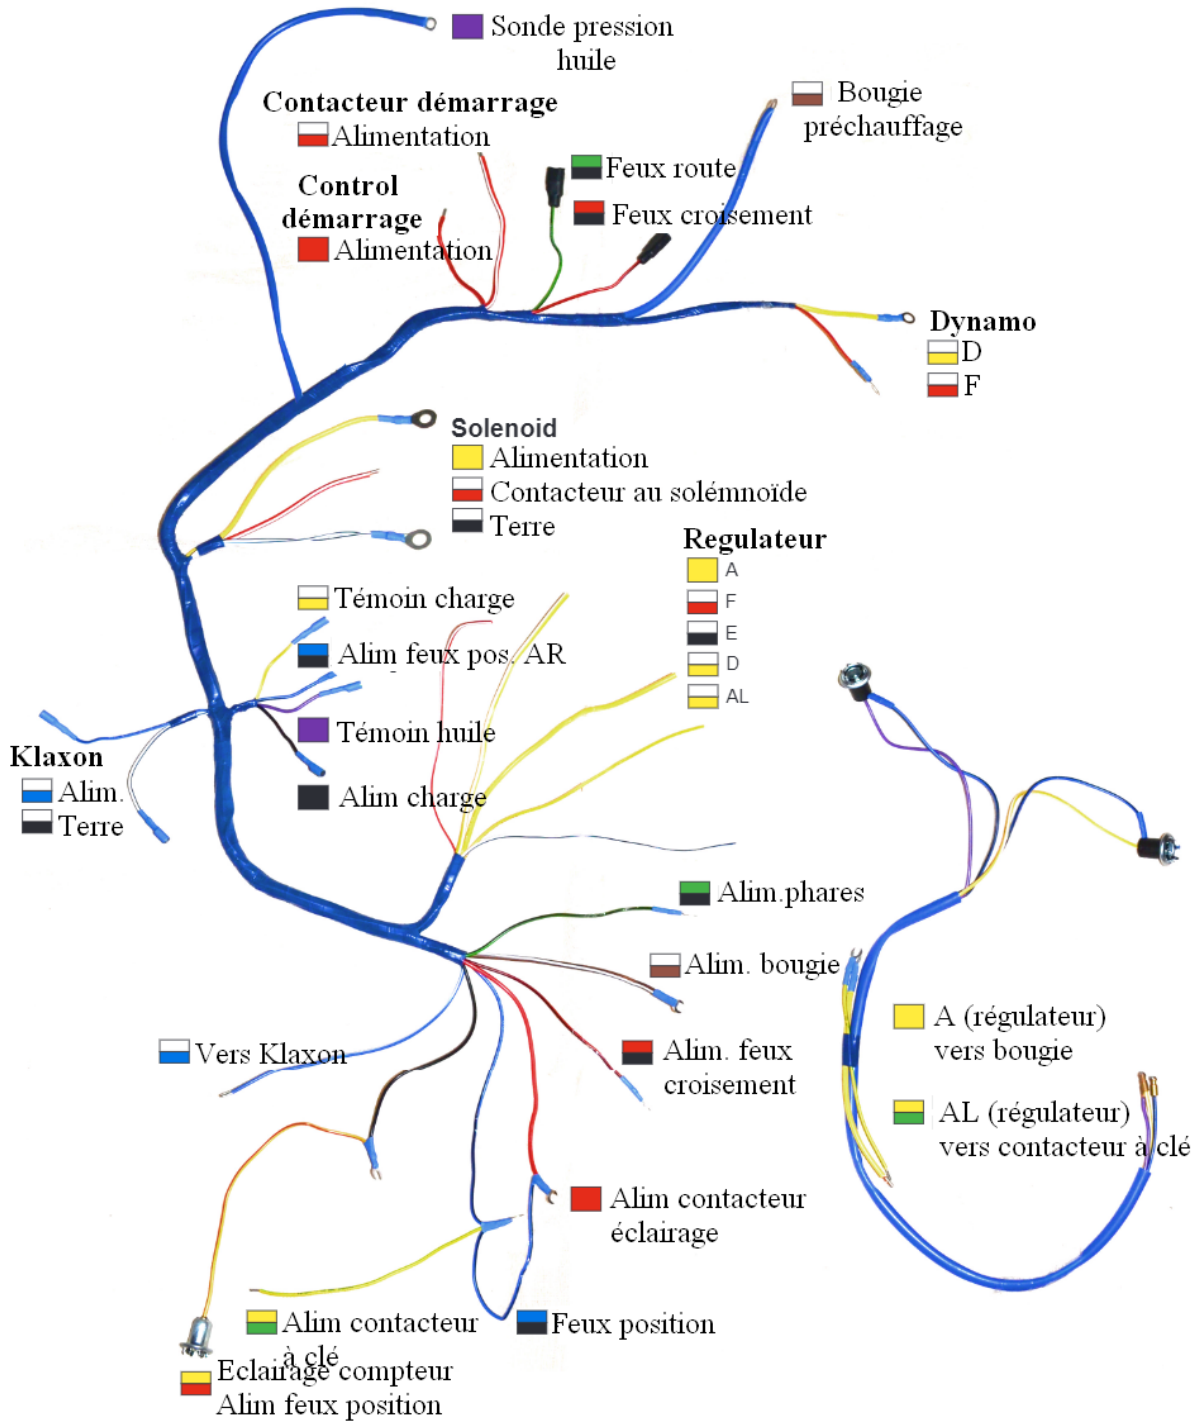 Sonde pression
huile
Contacteur démarrage
Alimentation
Bougie
préchauffage
Feux route
Control
démarrage
Alimentation
Feux croisement
Dynamo
D
F
Solenoid
Alimentation
Contacteur au solémnoïde
Terre
Regulateur
A
F
E
D
AL
Témoin charge
Alim feux pos. AR
Témoin huile
Alim charge
Klaxon
Alim.
Terre
Alim.phares
Alim. bougie
Vers Klaxon
Alim. feux
croisement
A (régulateur)
vers bougie
AL (régulateur)
vers contacteur à clé
Alim contacteur
éclairage
Alim contacteur
à clé
Feux position
Eclairage compteur
Alim feux position